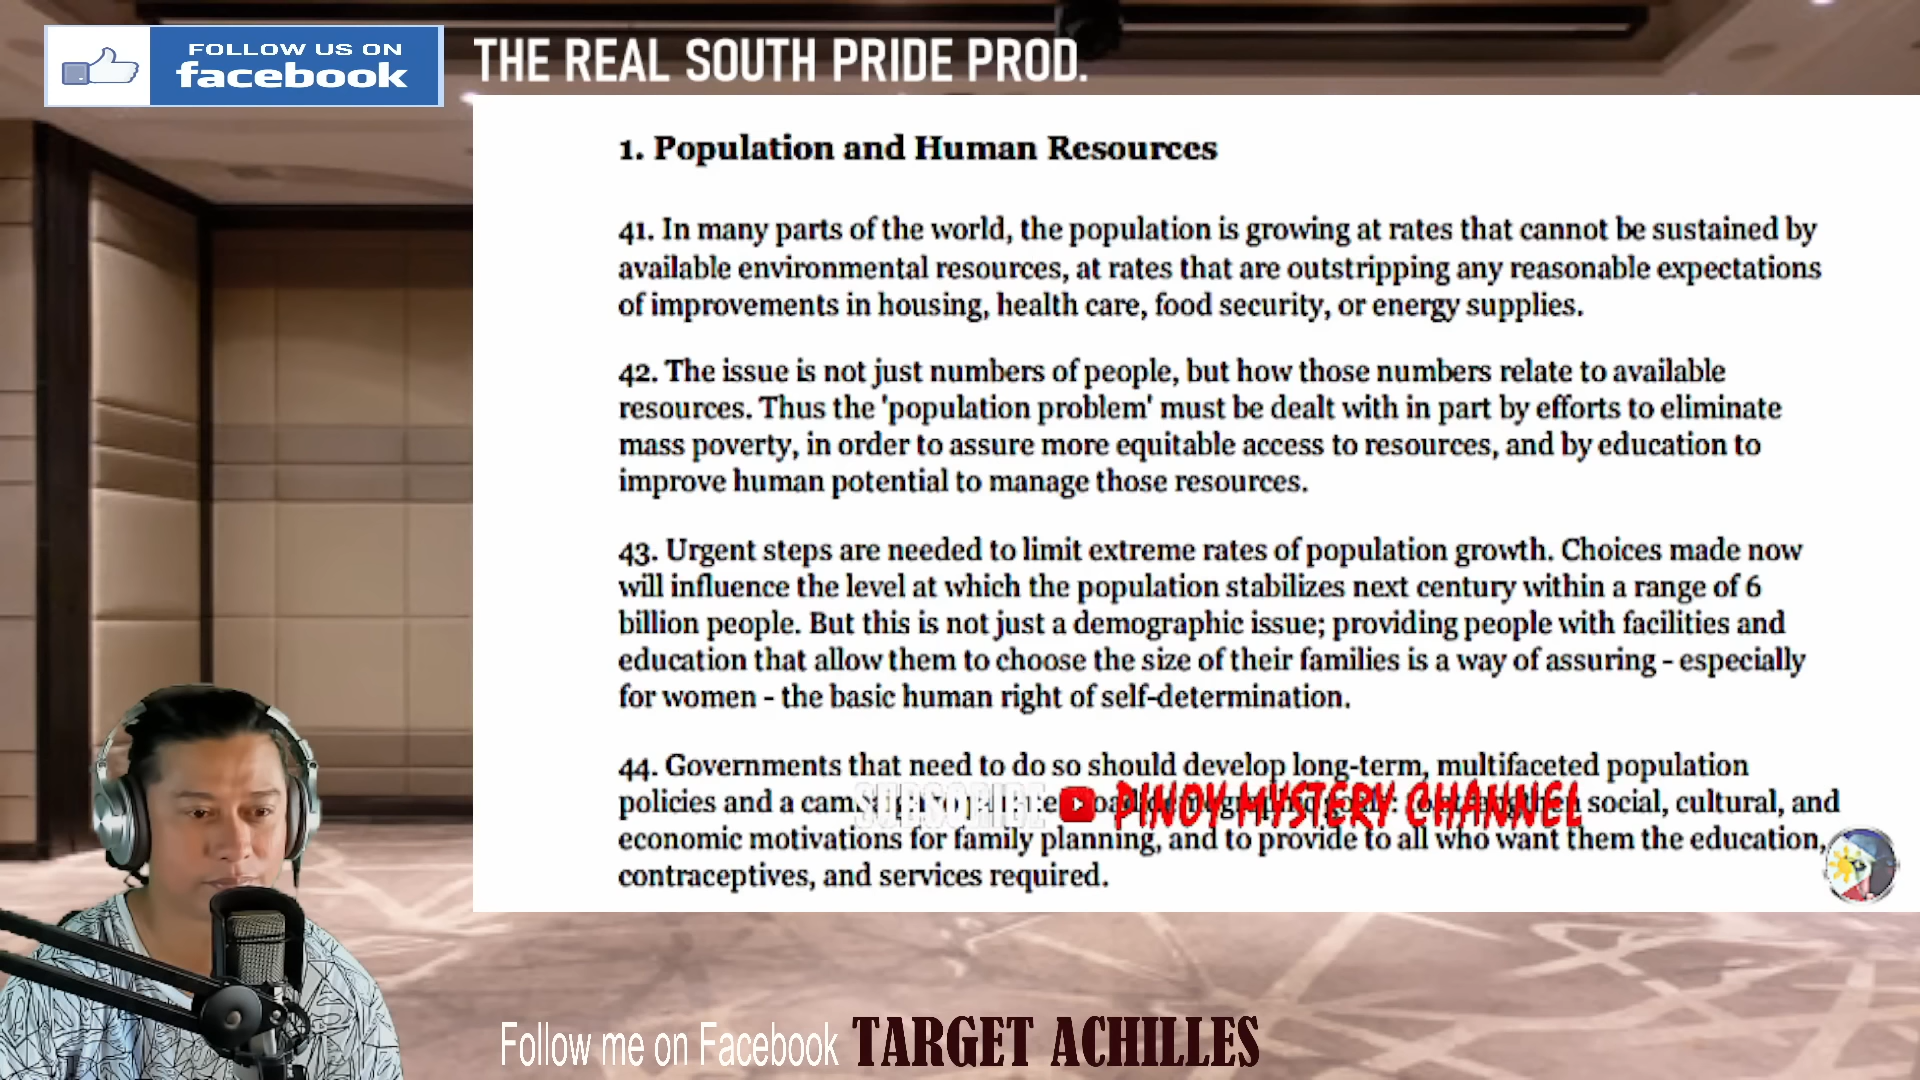 FOLLOW US ON
facebook
THE REAL SOUTH PRIDE PROD.
1. Population and Human Resources
41. In many parts of the world, the population is growing at rates that cannot be sustained by
available environmental resources, at rates that are outstripping any reasonable expectations
of improvements in housing, health care, food security, or energy supplies.
42. The issue is not just numbers of people, but how those numbers relate to available
resources. Thus the 'population problem' must be dealt with in part by efforts to eliminate
mass poverty, in order to assure more equitable access to resources, and by education to
improve human potential to manage those resources.
43. Urgent steps are needed to limit extreme rates of population growth. Choices made now
will influence the level at which the population stabilizes next century within a range of 6
billion people. But this is not just a demographic issue; providing people with facilities and
education that allow them to choose the size of their families is a way of assuring - especially
for women - the basic human right of self-determination.
44. Governments that need to do so should develop long-term, multifaceted population
policies and a social, cultural, and
SUBSCRIBE PINOY MYSTERY CHANNEL
economic motivations for family planning, and to provide to all who want them the education,
contraceptives, and services required.
Follow me on Facebook TARGET ACHILLES